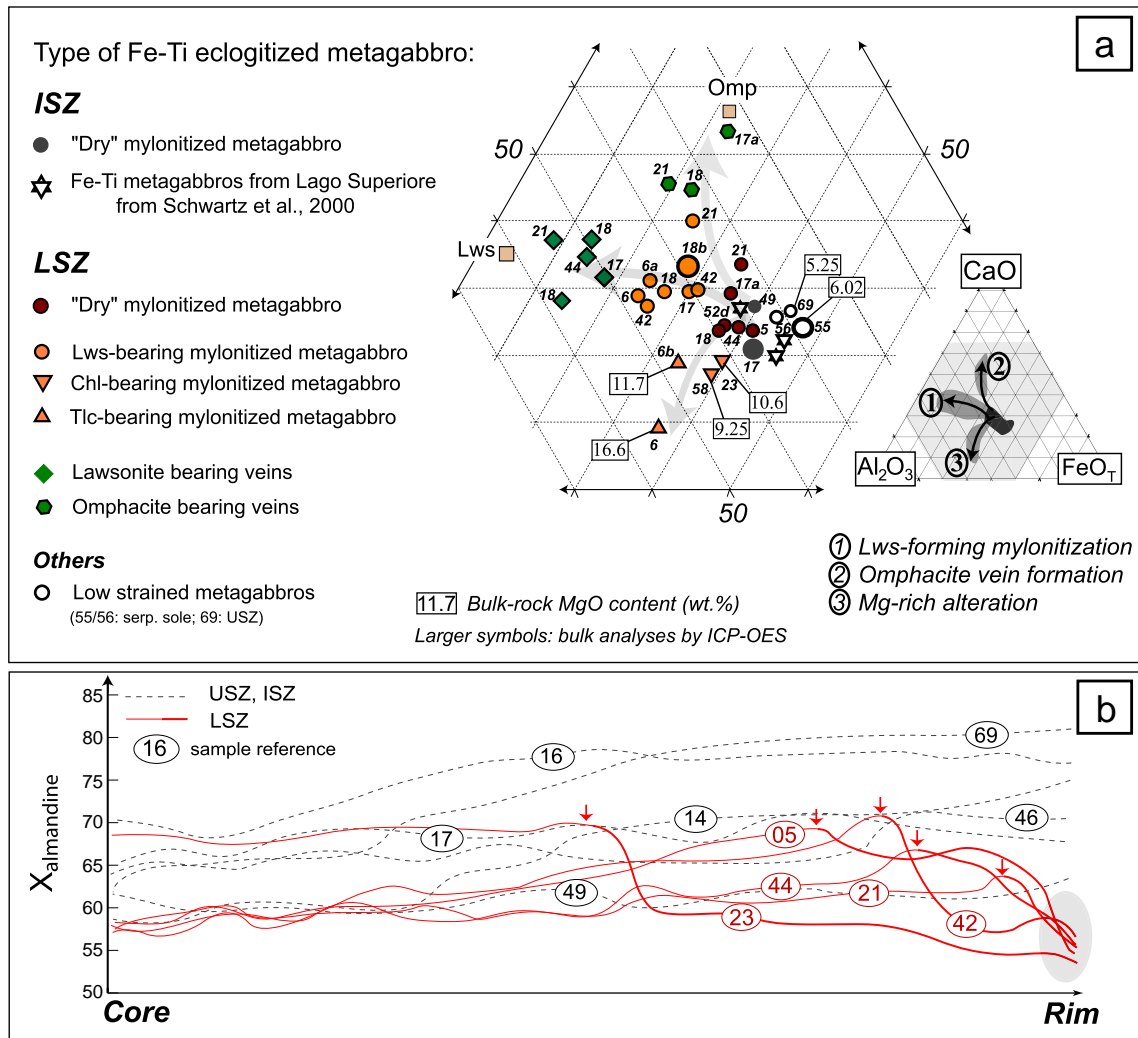 a
Type of Fe-Ti eclogitized metagabbro:
ISZ
"Dry" mylonitized metagabbro
Fe-Ti metagabbros from Lago Superiore
from Schwartz et al., 2000
LSZ
"Dry" mylonitized metagabbro
Lws-bearing mylonitized metagabbro
Chl-bearing mylonitized metagabbro
Tlc-bearing mylonitized metagabbro
Lawsonite bearing veins
Omphacite bearing veins
Others
Low strained metagabbros
(55/56: serp. sole; 69: USZ)
Omp
17a
50
50
21
18
21
21
18
Lws
44
17
18
18b
6a
18
42
6
42
17
21
17a
49
5.25
6.02
69
52d
56
55
18
44
5
17
6b
11.7
58
23
10.6
9.25
16.6
6
50
CaO
2
1
3
Al2O3
FeOT
1 Lws-forming mylonitization
2 Omphacite vein formation
3 Mg-rich alteration
11.7 Bulk-rock MgO content (wt.%)
Larger symbols: bulk analyses by ICP-OES
b
85
80
75
70
65
60
55
50
Xalmandine
USZ, ISZ
LSZ
16 sample reference
16
69
17
14
46
05
49
44
21
23
42
Core
Rim